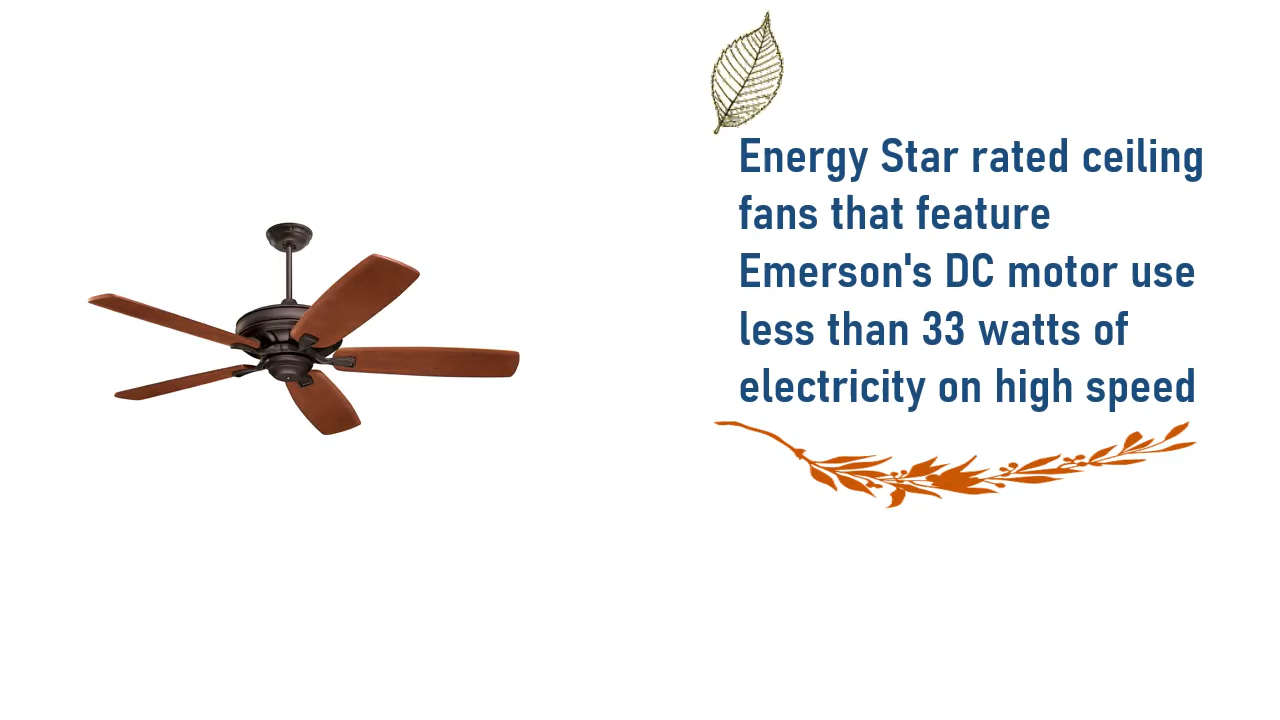 Energy Star rated ceiling
fans that feature
Emerson's DC motor use
less than 33 watts of
electricity on high speed